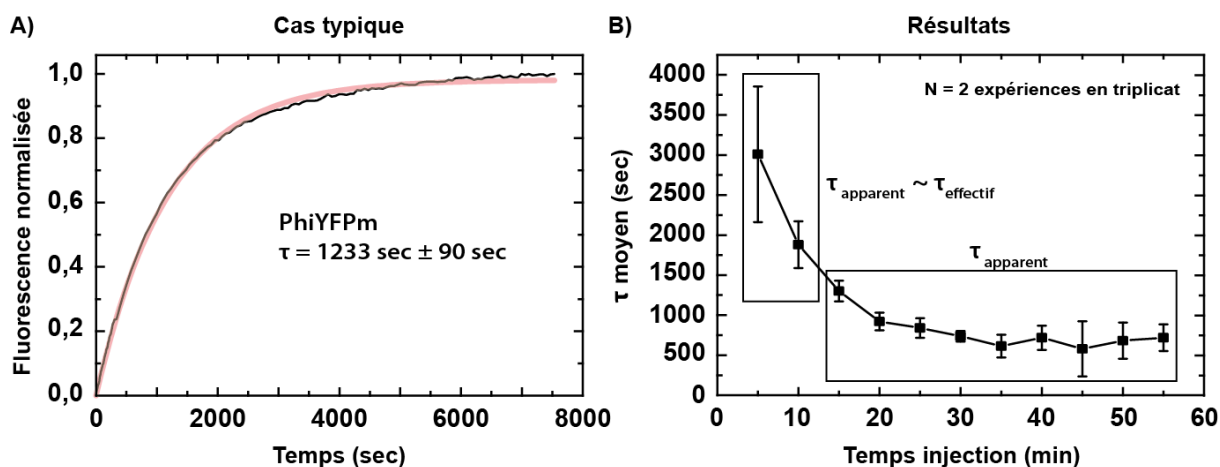 A)
Cas typique
Fluorescence normalisée
1,0
0,8
0,6
0,4
0,2
0,0
PhiYFPm
τ = 1233 sec ± 90 sec
0
2000
4000
6000
8000
Temps (sec)
B)
Résultats
τ moyen (sec)
4000
3500
3000
2500
2000
1500
1000
500
0
N = 2 expériences en triplicat
τ apparent ~ τ effectif
τ apparent
0
10
20
30
40
50
60
Temps injection (min)